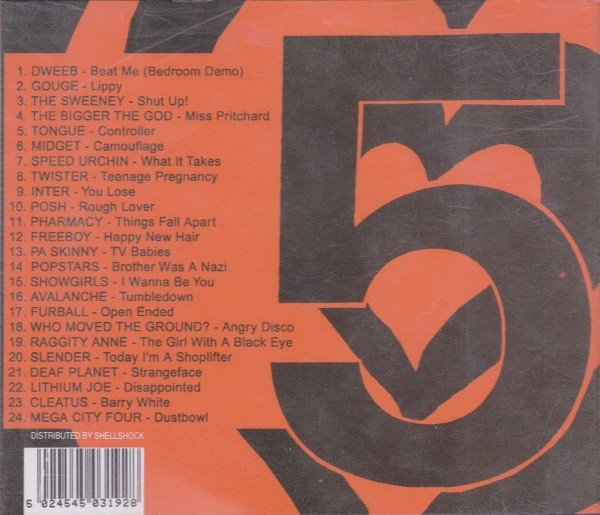 1. DWEEB - Beat Me (Bedroom Demo)
2. GOUGE - Lippy
3. THE SWEENEY - Shut Up!
4. THE BIGGER THE GOD - Miss Pritchard
5. TONGUE - Controller
6. MIDGET - Camouflage
7. SPEED URCHIN - What It Takes
8. TWISTER - Teenage Pregnancy
9. INTER - You Lose
10. POSH - Rough Lover
11. PHARMACY - Things Fall Apart
12. FREEBOY - Happy New Hair
13. PA SKINNY - TV Babies
14 POPSTARS - Brother Was A Nazi
15. SHOWGIRLS - I Wanna Be You
16. AVALANCHE - Tumbledown
17. FURBALL - Open Ended
18. WHO MOVED THE GROUND? - Angry Disco
19. RAGGITY ANNE - The Girl With A Black Eye
20. SLENDER - Today I'm A Shoplifter
21. DEAF PLANET - Strangeface
22. LITHIUM JOE - Disappointed
23. CLEATUS - Barry White
24. MEGA CITY FOUR - Dustbowl
DISTRIBUTED BY SHELLSHOCK
5 024545 031928
5